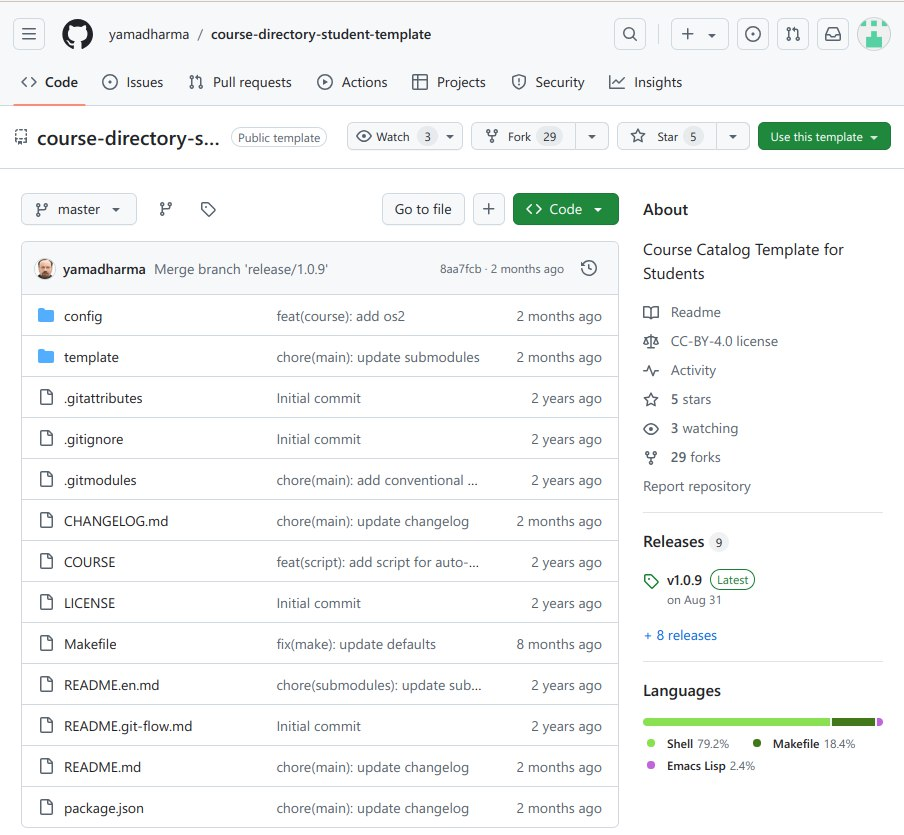 yamadharma / course-directory-student-template
Code Issues Pull requests Actions Projects Security Insights
course-directory-s... Public template Watch 3 Fork 29 Star 5 Use this template
master Go to file Code
yamadharma Merge branch 'release/1.0.9' 8aa7fcb · 2 months ago
config feat(course): add os2 2 months ago
template chore(main): update submodules 2 months ago
.gitattributes Initial commit 2 years ago
.gitignore Initial commit 2 years ago
.gitmodules chore(main): add conventional ... 2 years ago
CHANGELOG.md chore(main): update changelog 2 months ago
COURSE feat(script): add script for auto-... 2 years ago
LICENSE Initial commit 2 years ago
Makefile fix(make): update defaults 8 months ago
README.en.md chore(submodules): update sub... 2 years ago
README.git-flow.md Initial commit 2 years ago
README.md chore(main): update changelog 2 months ago
package.json chore(main): update changelog 2 months ago
About
Course Catalog Template for
Students
Readme
CC-BY-4.0 license
Activity
5 stars
3 watching
29 forks
Report repository
Releases 9
v1.0.9 Latest
on Aug 31
+ 8 releases
Languages
Shell 79.2% Makefile 18.4%
Emacs Lisp 2.4%